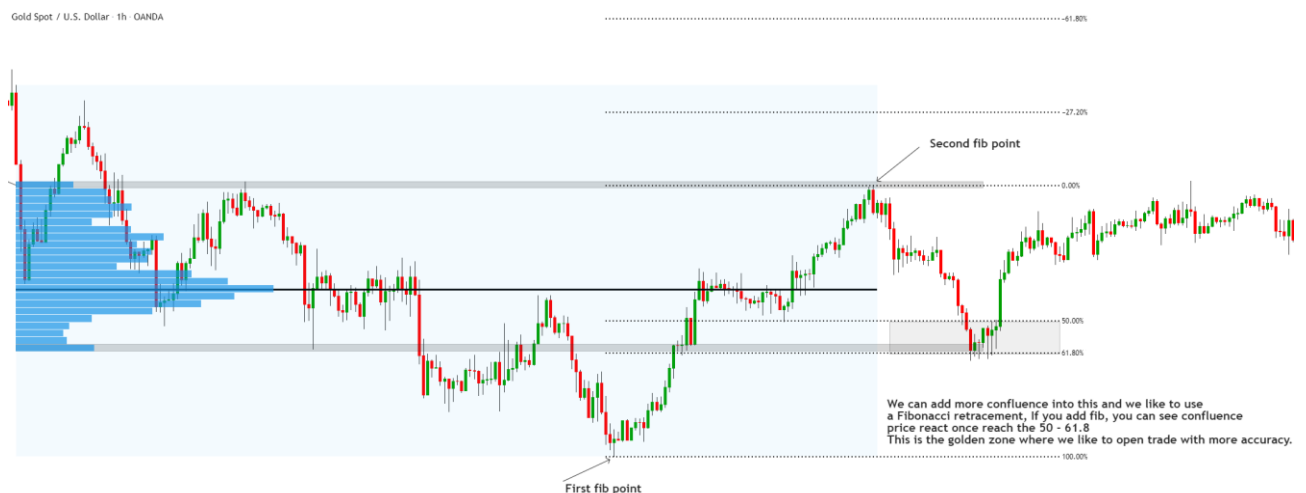 Gold Spot / U.S. Dollar · 1h · OANDA
-61.80%
-27.20%
Second fib point
0.00%
50.00%
61.80%
We can add more confluence into this and we like to use
a Fibonacci retracement, If you add fib, you can see confluence
price react once reach the 50 - 61.8
This is the golden zone where we like to open trade with more accuracy.
100.00%
First fib point